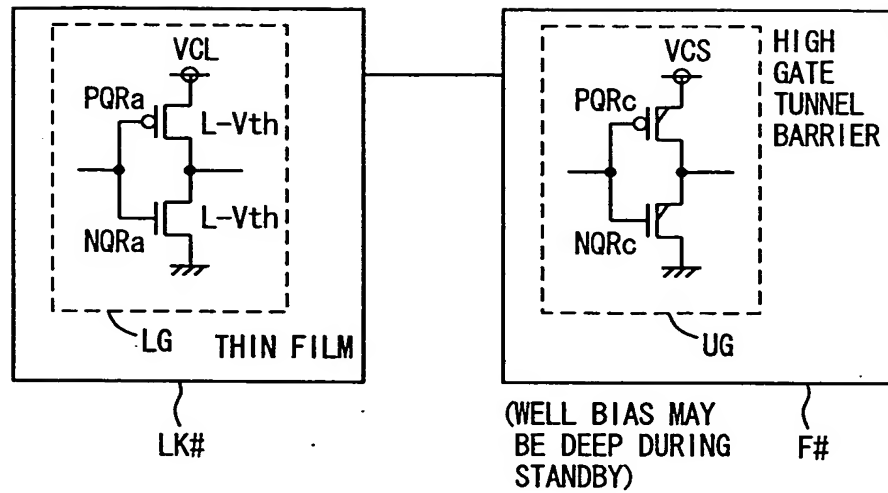 VCL
PQRa
L-Vth
L-Vth
NQRa
LG
THIN FILM
LK#
VCS
HIGH
GATE
TUNNEL
BARRIER
PQRc
NQRc
UG
(WELL BIAS MAY
BE DEEP DURING
STANDBY)
F#